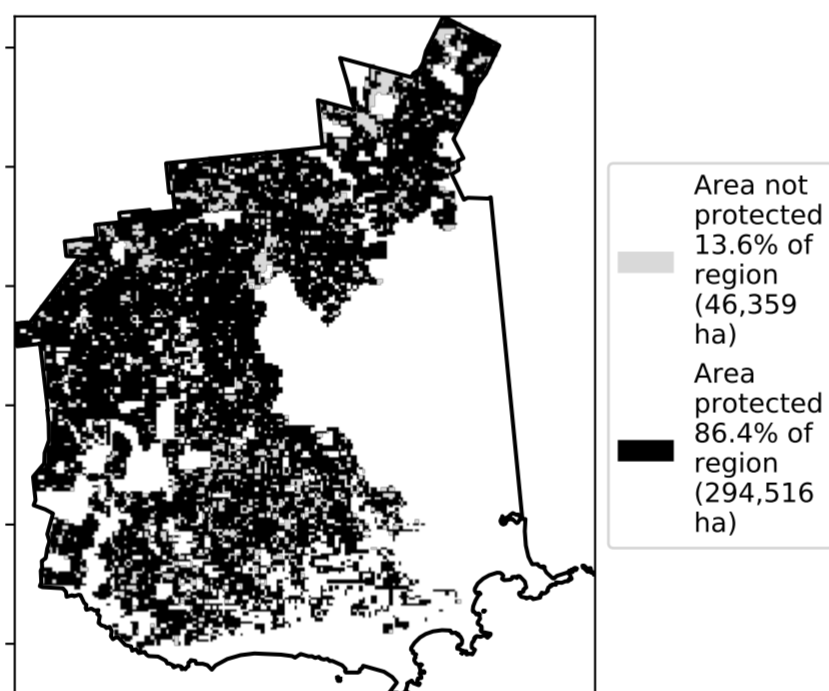 Area not
protected
13.6% of
region
(46,359
ha)
Area
protected
86.4% of
region
(294,516
ha)